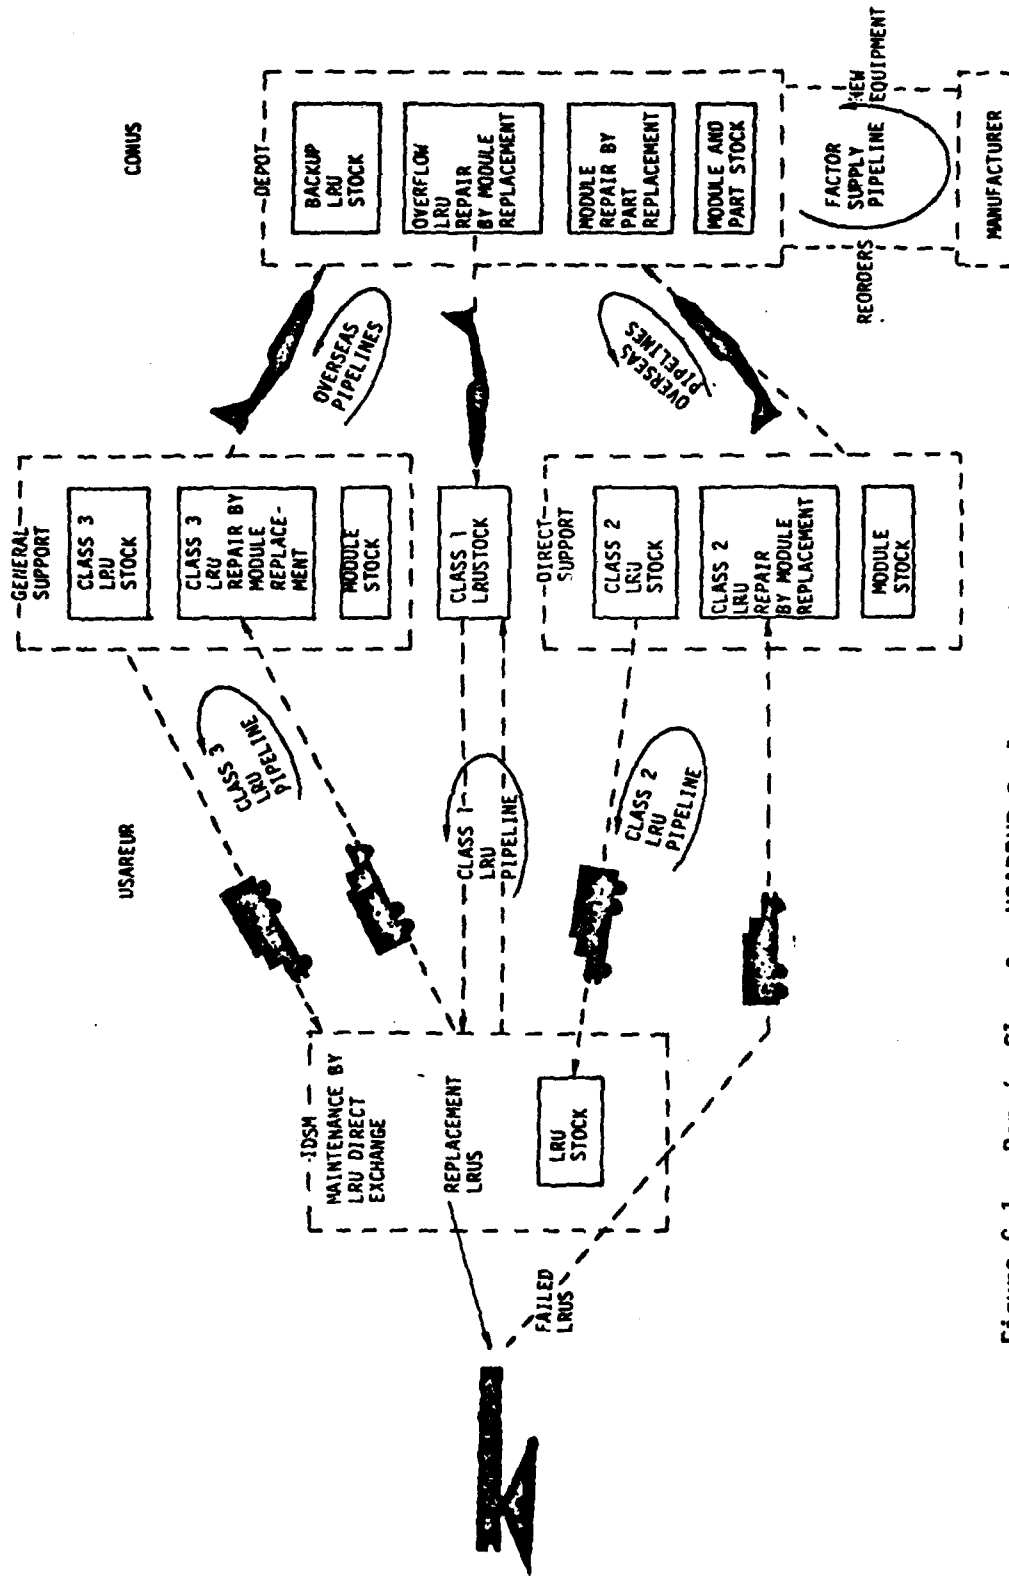 USAREUR
CONUS
IDSM
MAINTENANCE BY
LRU DIRECT
EXCHANGE
REPLACEMENT
LRUS
LRU
STOCK
FAILED
LRUS
CLASS 3
LRU
PIPELINE
CLASS 1
LRU
PIPELINE
CLASS 2
LRU
PIPELINE
GENERAL
SUPPORT
CLASS 3
LRU
STOCK
CLASS 3
LRU
REPAIR BY
MODULE
REPLACE-
MENT
MODULE
STOCK
CLASS 1
LRUSTOCK
DIRECT
SUPPORT
CLASS 2
LRU
STOCK
CLASS 2
LRU
REPAIR
BY MODULE
REPLACEMENT
MODULE
STOCK
OVERSEAS
PIPELINES
OVERSEAS
PIPELINES
DEPOT
BACKUP
LRU
STOCK
OVERFLOW
LRU
REPAIR
BY MODULE
REPLACEMENT
MODULE
REPAIR BY
PART
REPLACEMENT
MODULE AND
PART STOCK
REORDERS
FACTOR
SUPPLY
PIPELINE
NEW
EQUIPMENT
MANUFACTURER